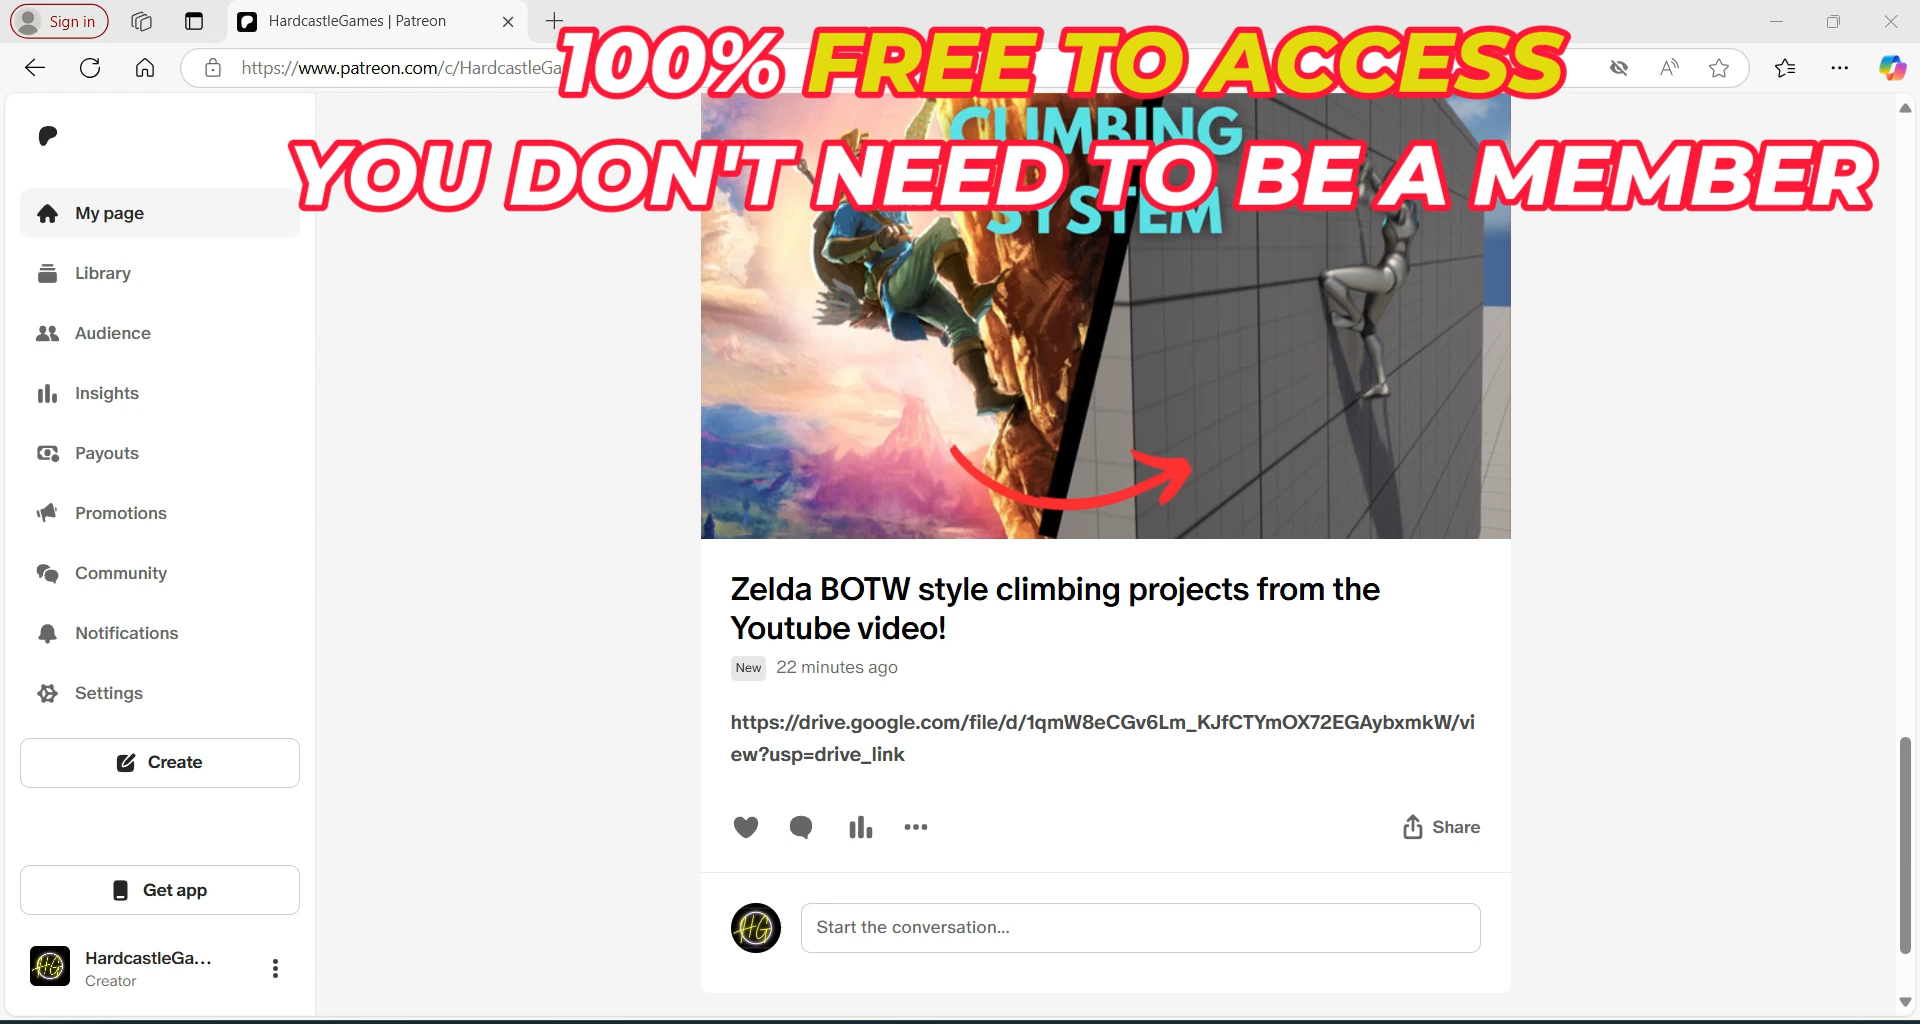 Sign in
HardcastleGames | Patreon
https://www.patreon.com/c/HardcastleGa
100% FREE TO ACCESS
YOU DON'T NEED TO BE A MEMBER
CLIMBING
SYSTEM
My page
Library
Audience
Insights
Payouts
Promotions
Community
Notifications
Settings
Create
Get app
HardcastleGa...
Creator
Zelda BOTW style climbing projects from the
Youtube video!
New 22 minutes ago
https://drive.google.com/file/d/1qmW8eCGv6Lm_KJfCTYmOX72EGAybxmkW/vi
ew?usp=drive_link
Share
HG
Start the conversation...